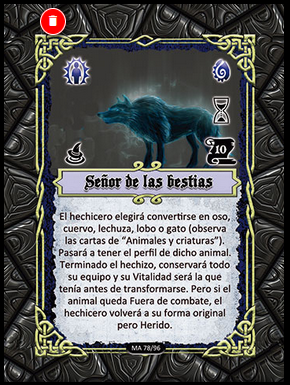 10
Señor de las bestias
El hechicero elegirá convertirse en oso,
cuervo, lechuza, lobo o gato (observa
las cartas de “Animales y criaturas”).
Pasará a tener el perfil de dicho animal.
Terminado el hechizo, conservará todo
su equipo y su Vitalidad será la que
tenía antes de transformarse. Pero si el
animal queda Fuera de combate, el
hechicero volverá a su forma original
pero Herido.
MA 78/96